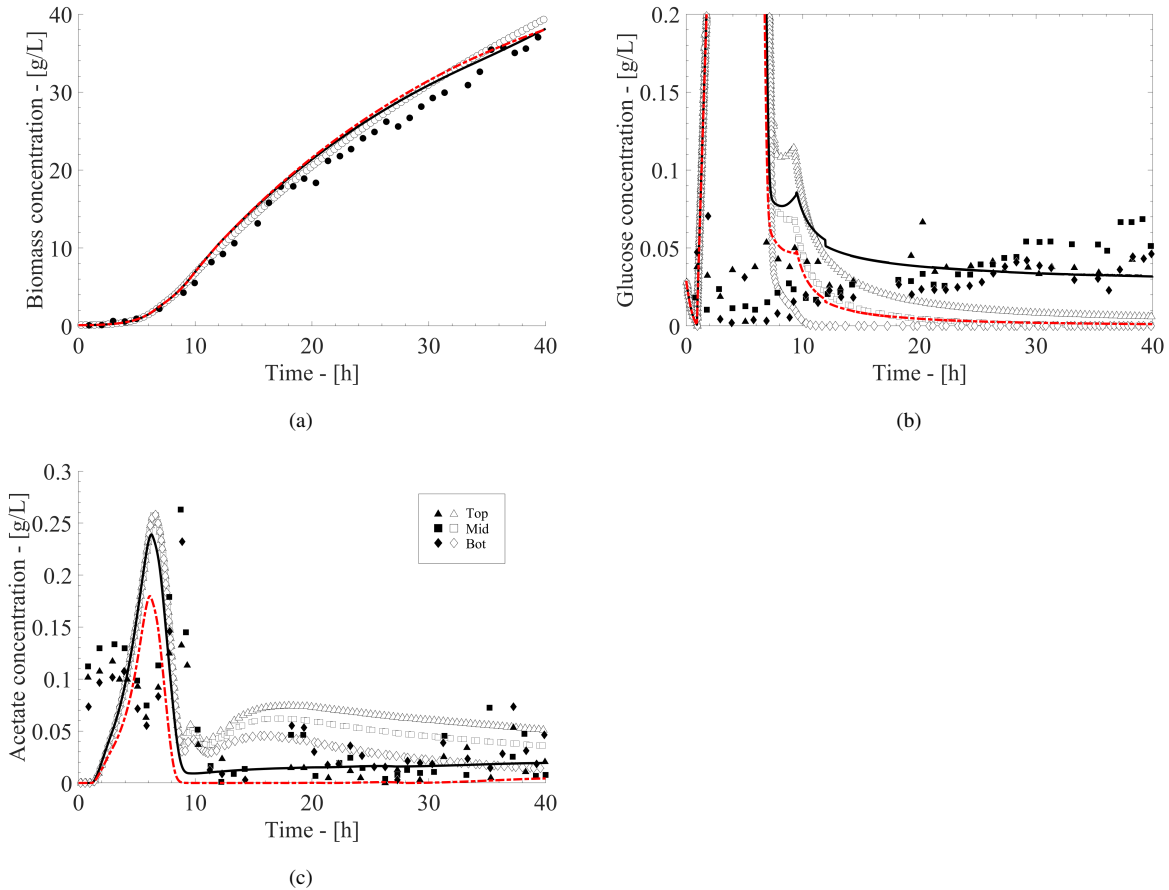 40
30
20
10
0
Biomass concentration - [g/L]
0 10 20 30 40
Time - [h]
(a)
0.2
0.15
0.1
0.05
0
Glucose concentration - [g/L]
0 10 20 30 40
Time - [h]
(b)
0.3
0.25
0.2
0.15
0.1
0.05
0
Acetate concentration - [g/L]
Top
Mid
Bot
0 10 20 30 40
Time - [h]
(c)